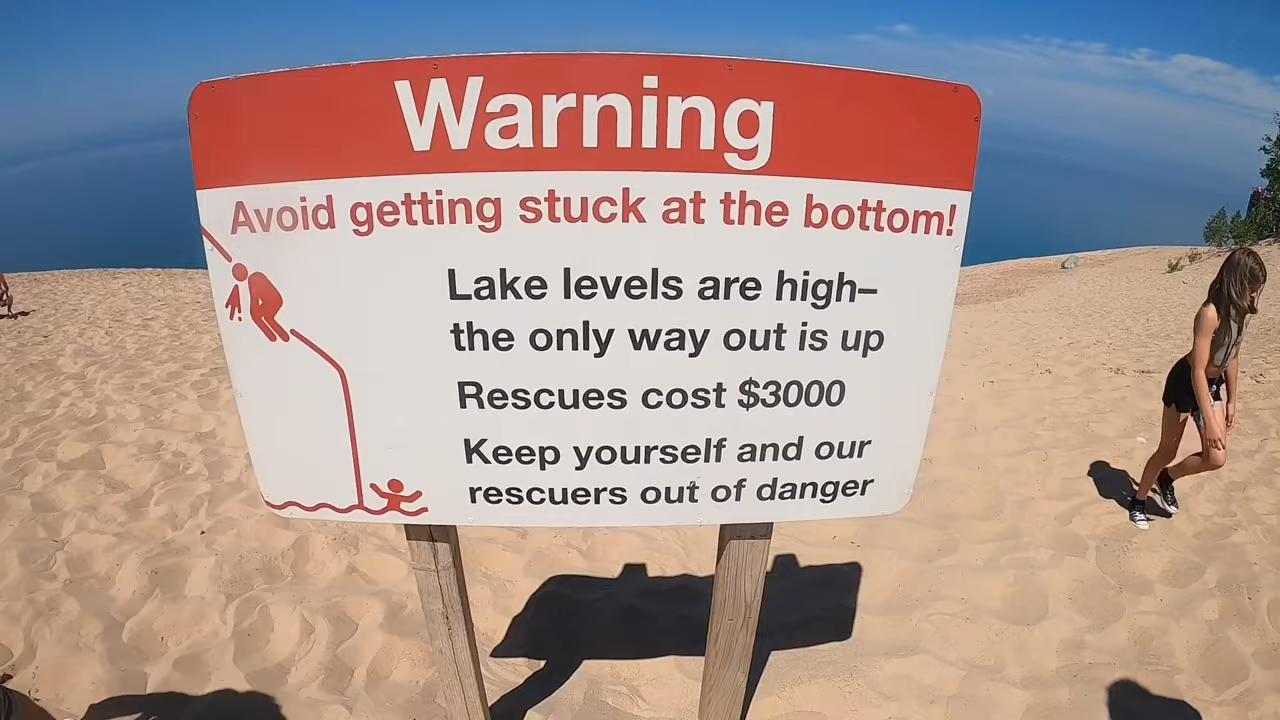 Warning
Avoid getting stuck at the bottom!
Lake levels are high–
the only way out is up
Rescues cost $3000
Keep yourself and our
rescuers out of danger